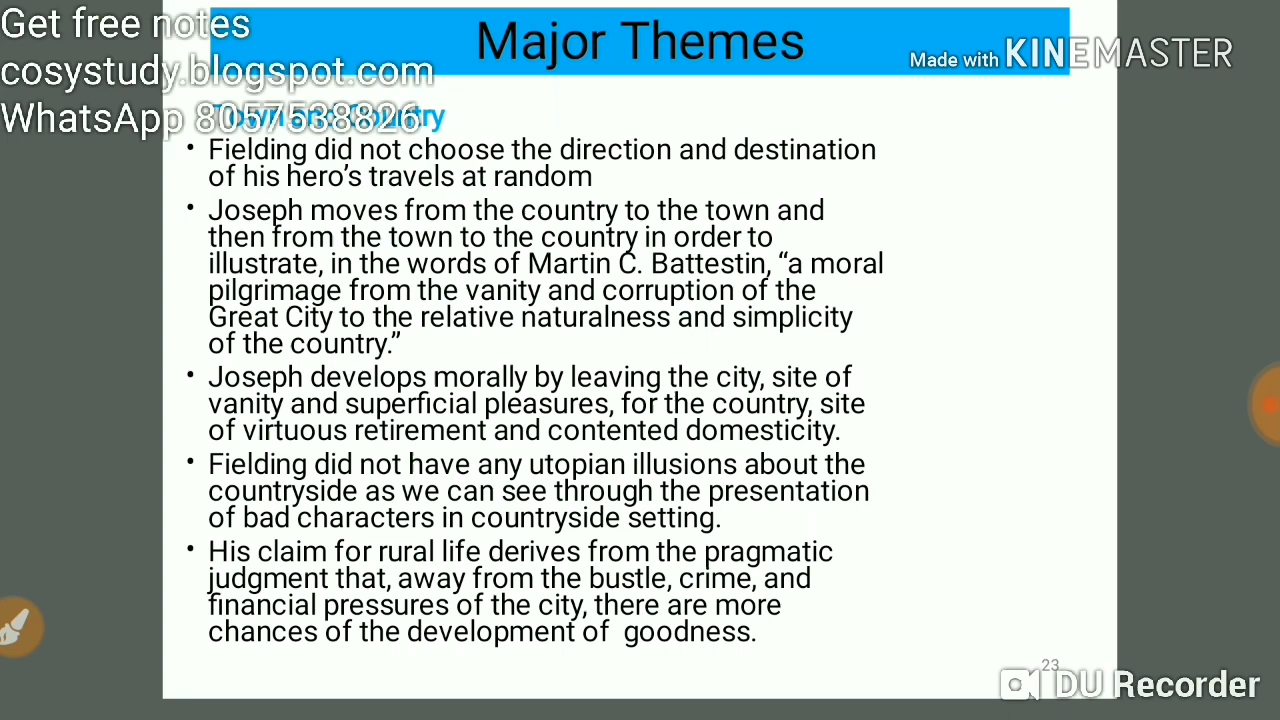 Get free notes
cosystudy.blogspot.com
WhatsApp 8057538826
Major Themes
Made with KINEMASTER
Town and Country
• Fielding did not choose the direction and destination
of his hero’s travels at random
• Joseph moves from the country to the town and
then from the town to the country in order to
illustrate, in the words of Martin C. Battestin, “a moral
pilgrimage from the vanity and corruption of the
Great City to the relative naturalness and simplicity
of the country.”
• Joseph develops morally by leaving the city, site of
vanity and superficial pleasures, for the country, site
of virtuous retirement and contented domesticity.
• Fielding did not have any utopian illusions about the
countryside as we can see through the presentation
of bad characters in countryside setting.
• His claim for rural life derives from the pragmatic
judgment that, away from the bustle, crime, and
financial pressures of the city, there are more
chances of the development of goodness.
23
DU Recorder